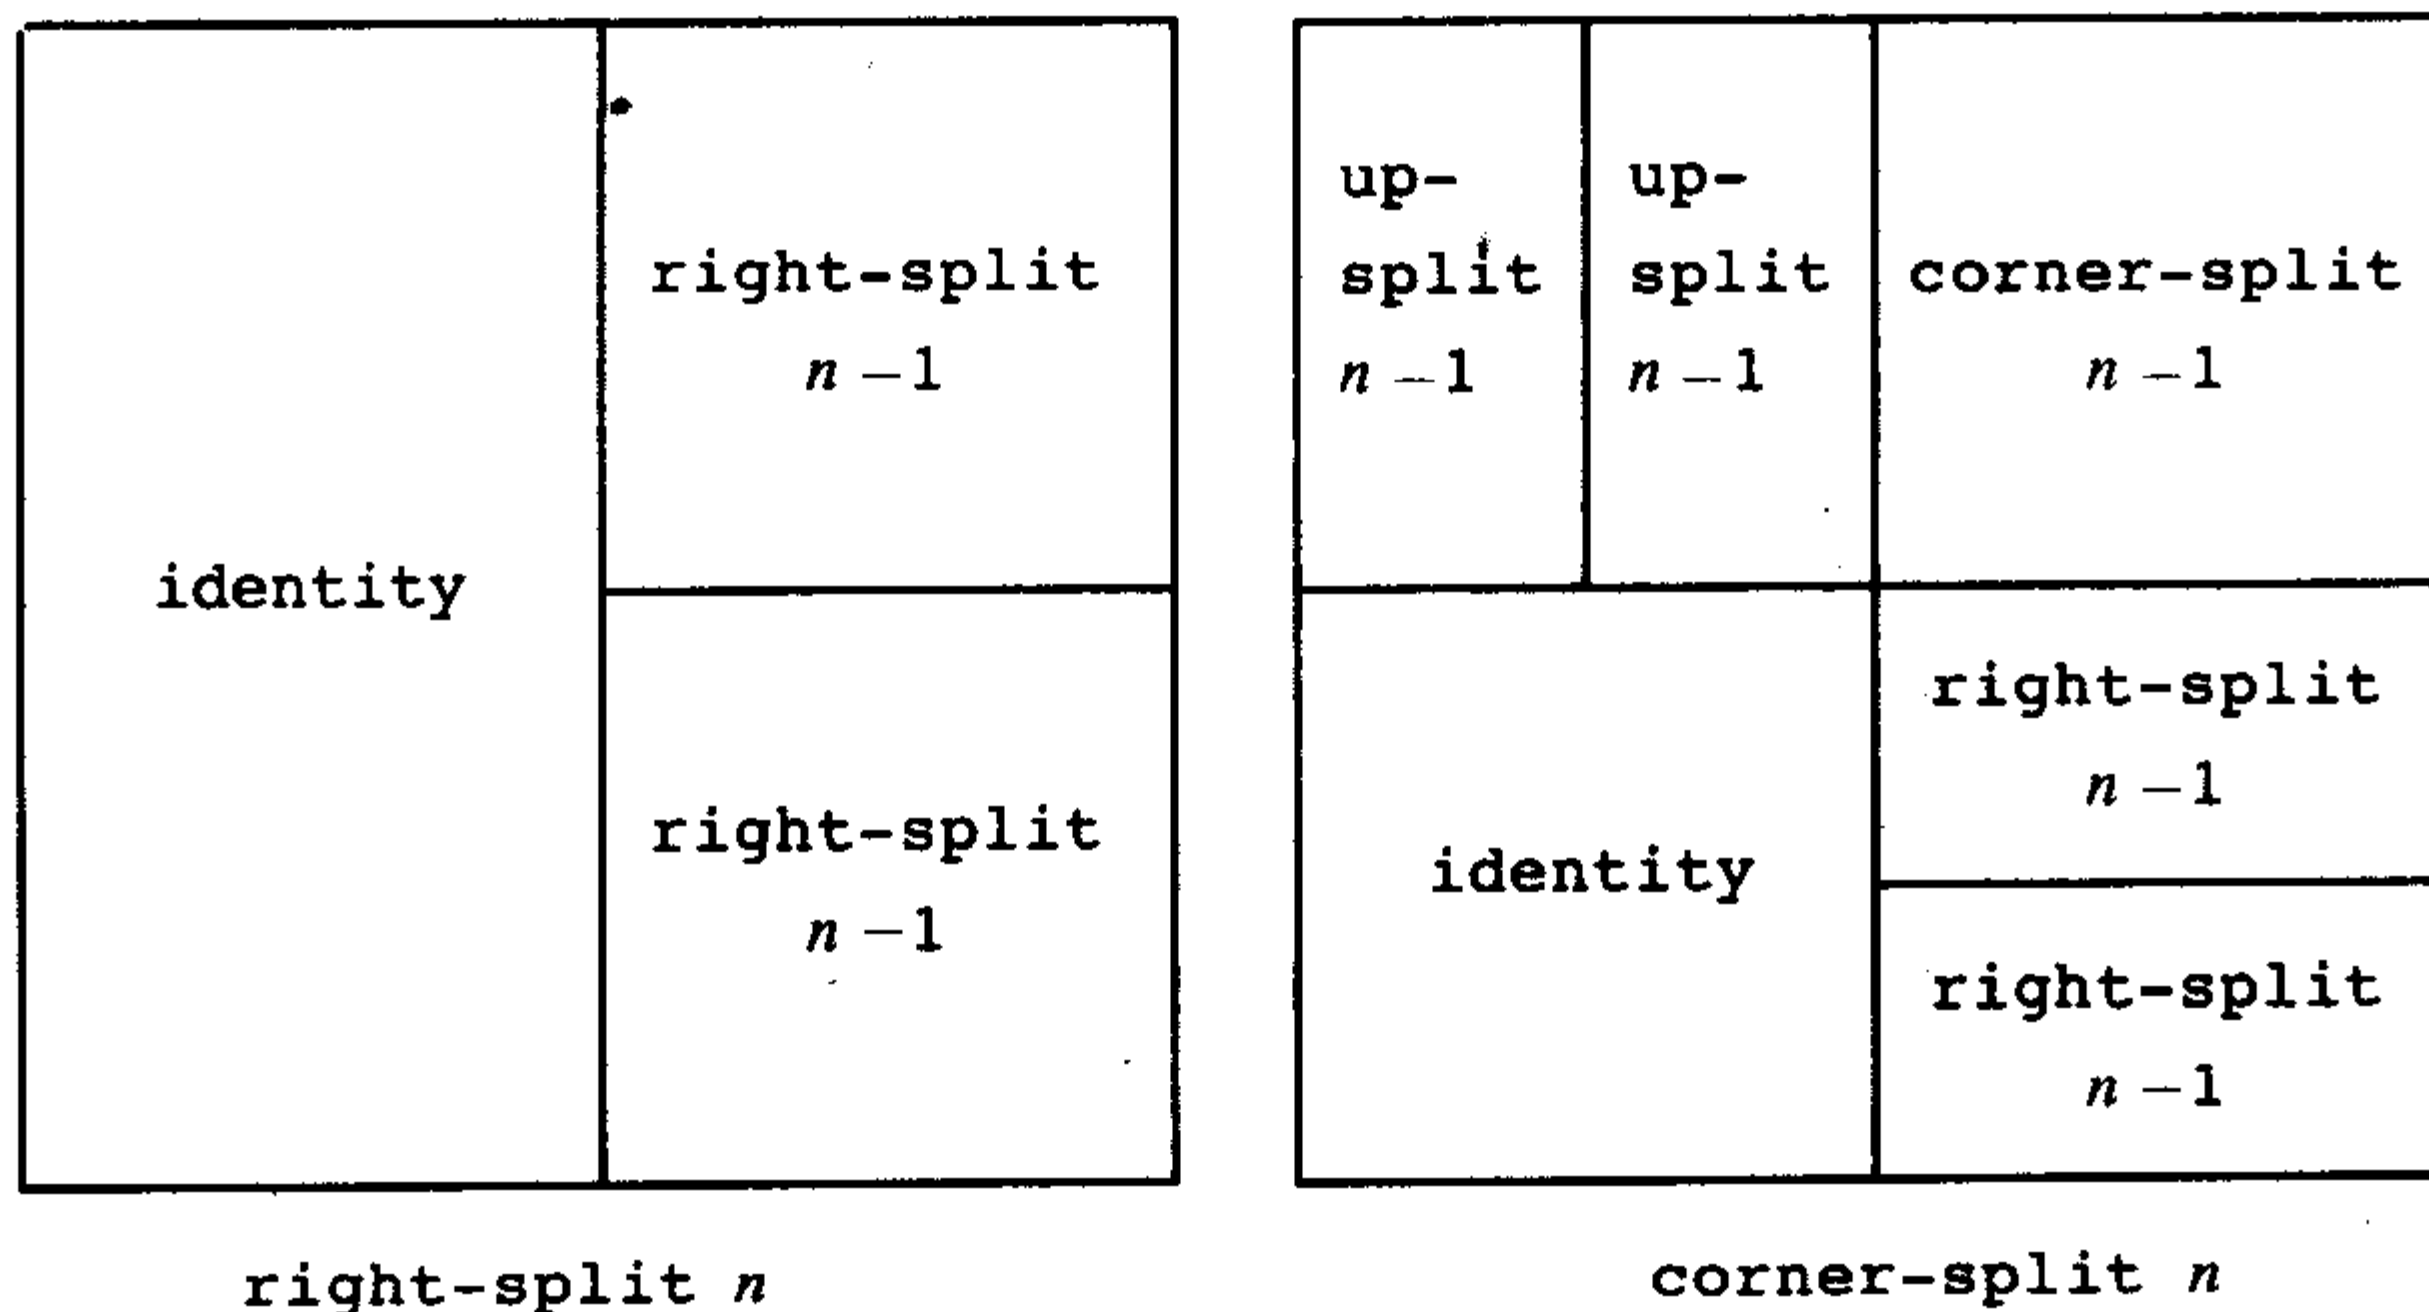 identity
right-split
n – 1
right-split
n – 1
right-split n
up-
split
n – 1
up-
split
n – 1
corner-split
n – 1
identity
right-split
n – 1
right-split
n – 1
corner-split n